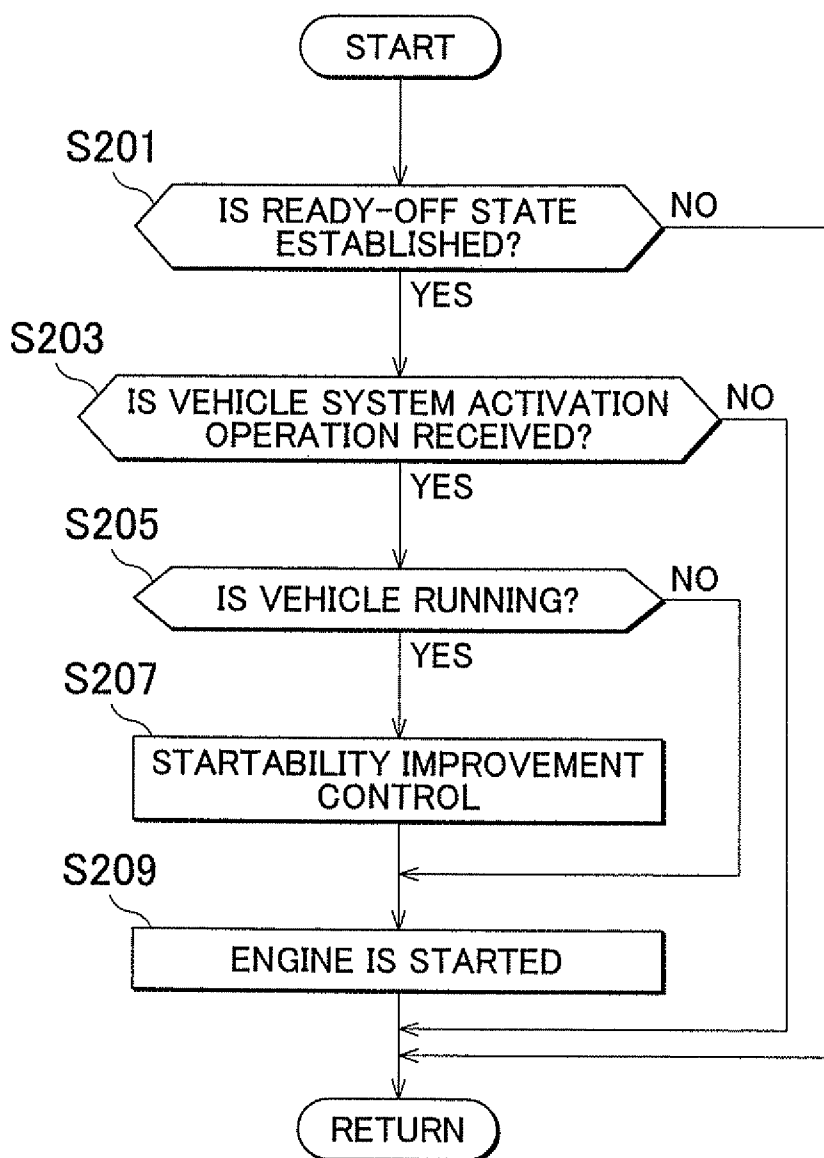 START
S201
IS READY-OFF STATE
ESTABLISHED?
NO
YES
S203
IS VEHICLE SYSTEM ACTIVATION
OPERATION RECEIVED?
NO
YES
S205
IS VEHICLE RUNNING?
NO
YES
S207
STARTABILITY IMPROVEMENT
CONTROL
S209
ENGINE IS STARTED
RETURN